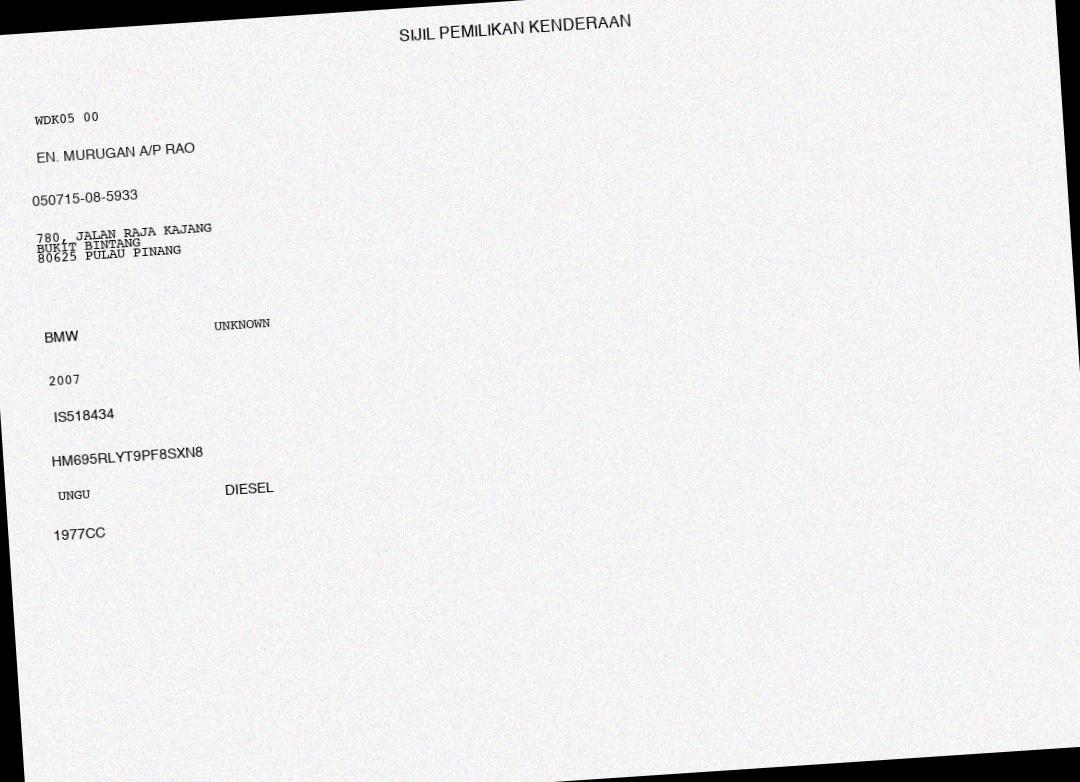 SIJIL PEMILIKAN KENDERAAN
WDK05 00
EN. MURUGAN A/P RAO
050715-08-5933
780, JALAN RAJA KAJANG
BUKIT BINTANG
80625 PULAU PINANG
BMW UNKNOWN
2007
IS518434
HM695RLYT9PF8SXN8
UNGU DIESEL
1977CC